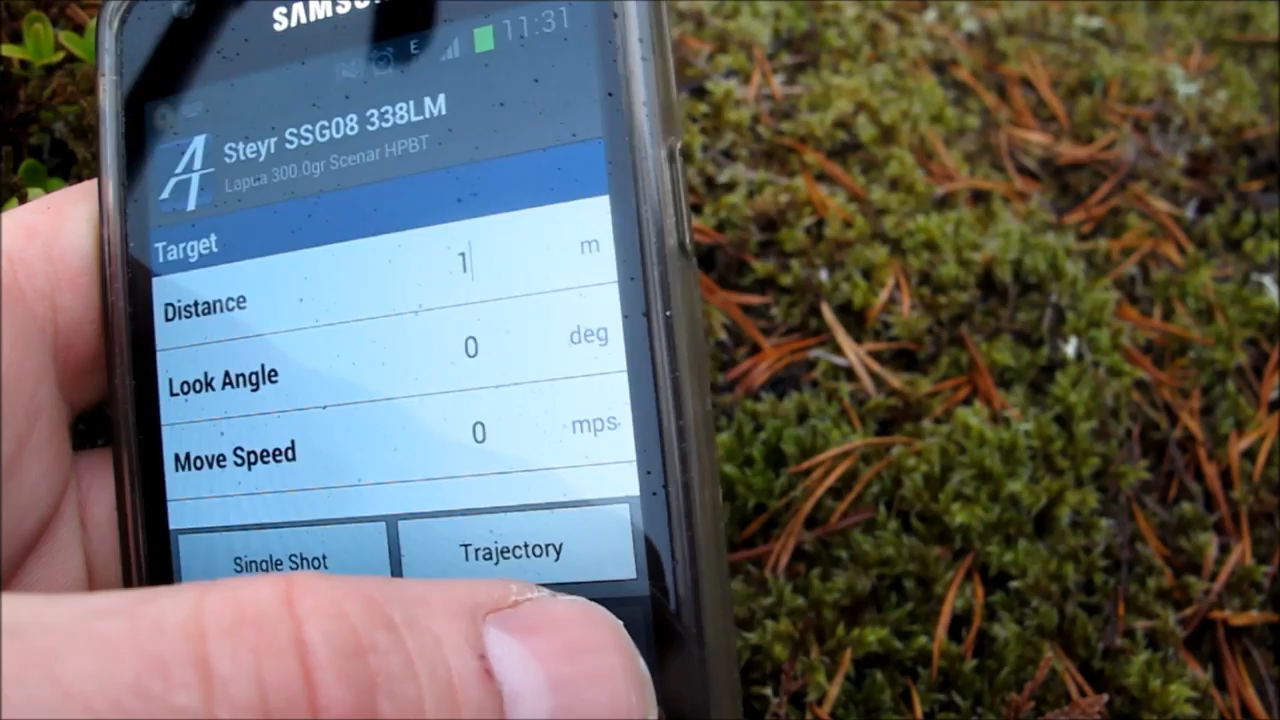 SAMSU
E 11:31
Steyr SSG08 338LM
Lapua 300.0gr Scenar HPBT
Target
Distance 1 m
Look Angle 0 deg
Move Speed 0 mps
Single Shot Trajectory